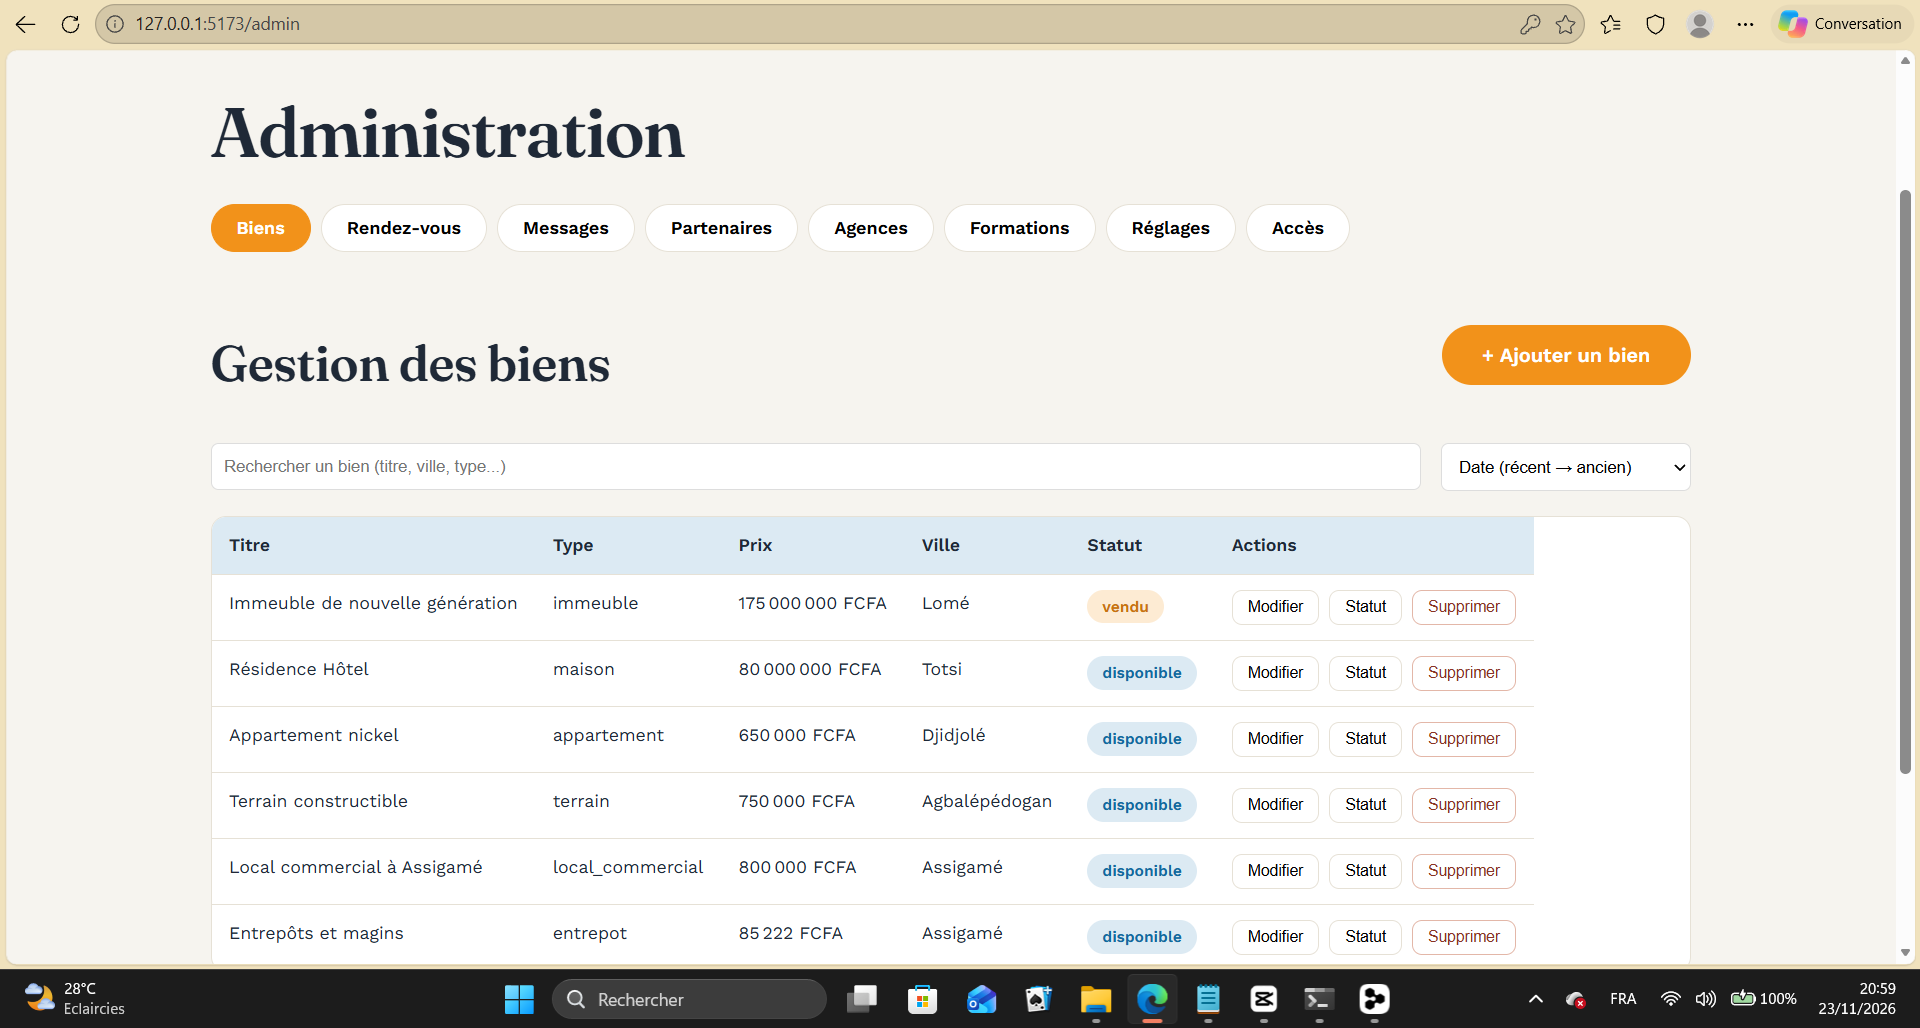 127.0.0.1:5173/admin
Conversation
Administration
Biens Rendez-vous Messages Partenaires Agences Formations Réglages Accès
Gestion des biens
+ Ajouter un bien
Rechercher un bien (titre, ville, type...)
Date (récent → ancien)
Titre Type Prix Ville Statut Actions
Immeuble de nouvelle génération immeuble 175 000 000 FCFA Lomé vendu Modifier Statut Supprimer
Résidence Hôtel maison 80 000 000 FCFA Totsi disponible Modifier Statut Supprimer
Appartement nickel appartement 650 000 FCFA Djidjolé disponible Modifier Statut Supprimer
Terrain constructible terrain 750 000 FCFA Agbalépédogan disponible Modifier Statut Supprimer
Local commercial à Assigamé local_commercial 800 000 FCFA Assigamé disponible Modifier Statut Supprimer
Entrepôts et magins entrepot 85 222 FCFA Assigamé disponible Modifier Statut Supprimer
28°C
Eclaircies
Rechercher
FRA
100%
20:59
23/11/2026